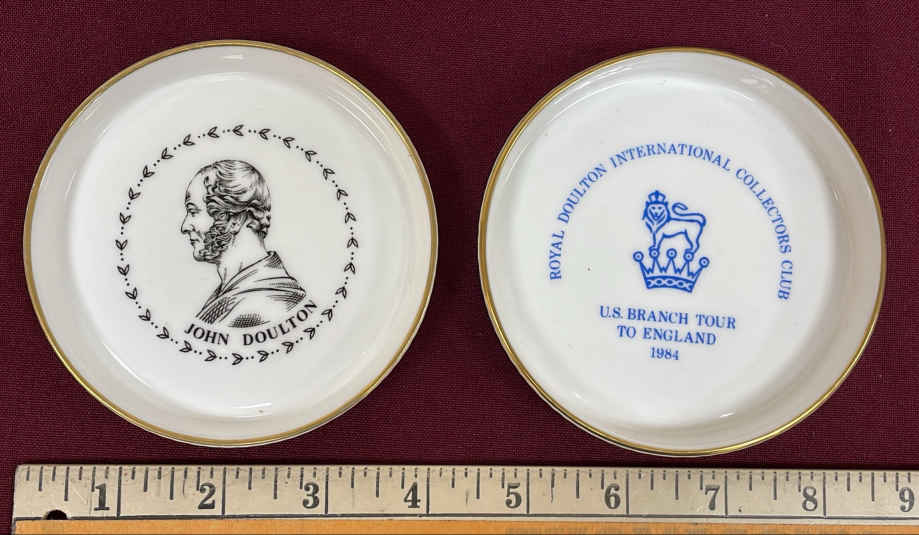 JOHN DOULTON
ROYAL DOULTON INTERNATIONAL COLLECTORS CLUB
U.S. BRANCH TOUR
TO ENGLAND
1984
1 2 3 4 5 6 7 8 9